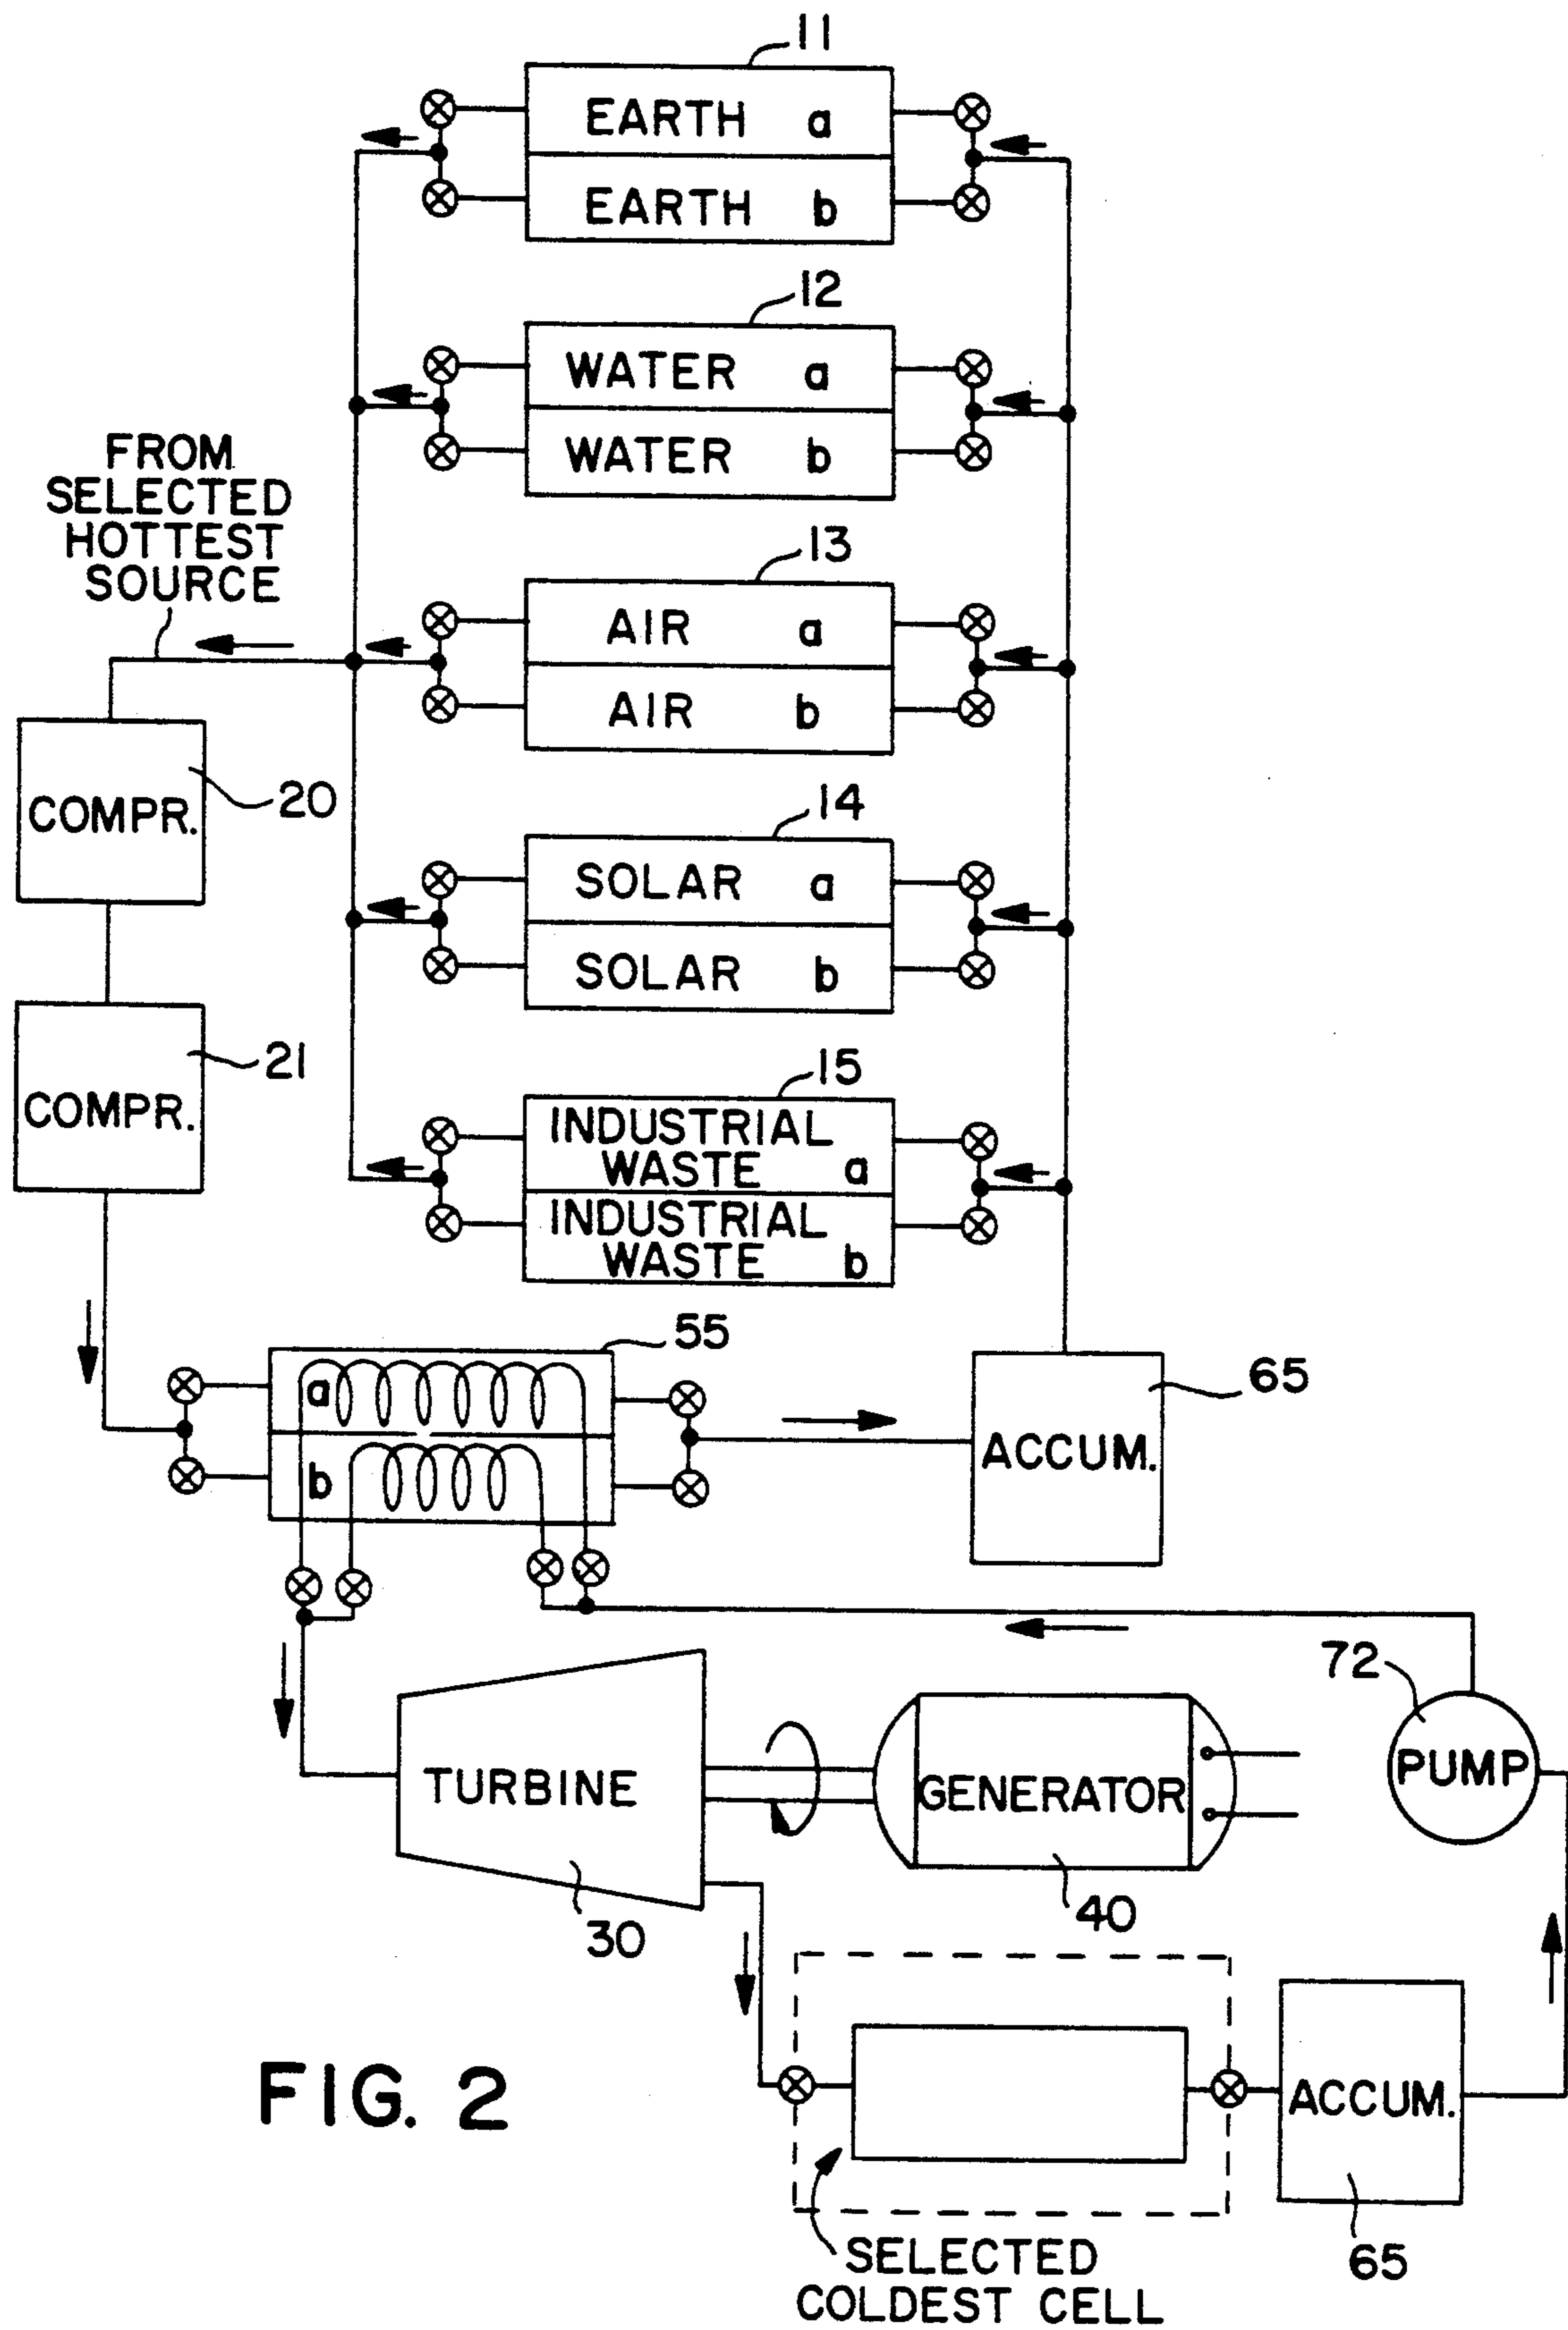 11
EARTH a
EARTH b
12
WATER a
WATER b
FROM
SELECTED
HOTTEST
SOURCE
13
AIR a
AIR b
COMPR.
20
14
SOLAR a
SOLAR b
COMPR.
21
15
INDUSTRIAL
WASTE a
INDUSTRIAL
WASTE b
55
a
b
65
ACCUM.
72
PUMP
TURBINE
30
GENERATOR
40
ACCUM.
65
SELECTED
COLDEST CELL
FIG. 2